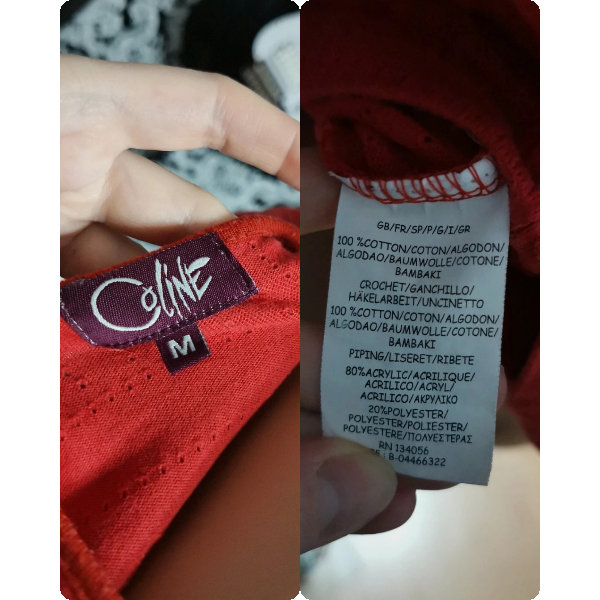 CôLINE
M
GB/FR/SP/P/G/I/GR
100 %COTTON/COTON/ALGODON/
ALGODAO/BAUMWOLLE/COTONE/
BAMBAKI
CROCHET/GANCHILLO/
HÄKELARBEIT/UNCINETTO
100 %COTTON/COTON/ALGODON/
ALGODAO/BAUMWOLLE/COTONE/
BAMBAKI
PIPING/LISERET/RIBETE
80%ACRYLIC/ACRILIQUE/
ACRILICO/ACRYL/
ACRILICO/ΑΚΡΥΛΙΚΟ
20%POLYESTER/
POLYESTER/POLIESTER/
POLYESTERE/ΠΟΛΥΕΣΤΕΡΑΣ
RN 134056
: B-04466322